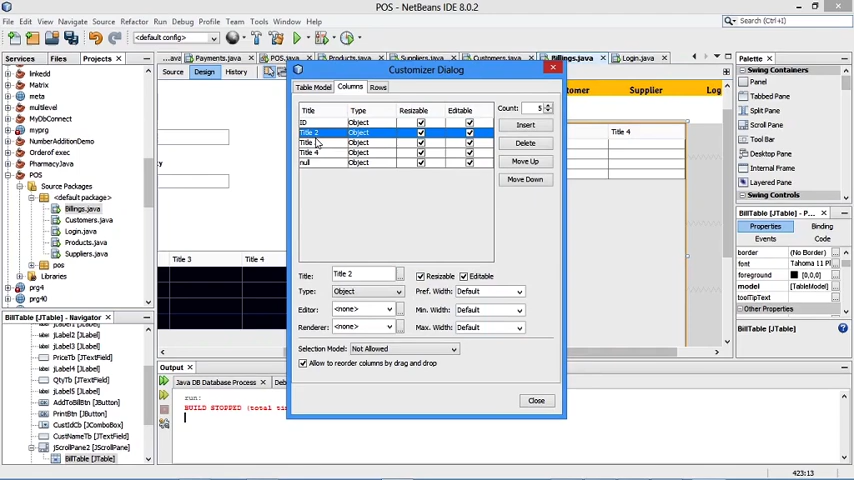 POS - NetBeans IDE 8.0.2
File Edit View Navigate Source Refactor Run Debug Profile Team Tools Window Help
Search (Ctrl+I)
<default config>
Services Files Projects
.java Payments.java POS.java Products.java Suppliers.java Customers.java Billings.java Login.java
Source Design History
linkedd
Matrix
meta
multilevel
MyDbConnect
myprg
NumberAdditionDemo
Orderof exec
PharmacyJava
POS
Source Packages
<default package>
Billings.java
Customers.java
Login.java
Products.java
Suppliers.java
pos
Libraries
prg4
prg40
BillTable [JTable] - Navigator
jLabel1 [JLabel]
jLabel2 [JLabel]
jLabel3 [JLabel]
PriceTb [JTextField]
jLabel4 [JLabel]
QtyTb [JTextField]
jLabel5 [JLabel]
AddToBillBtn [JButton]
PrintBtn [JButton]
CustIdCb [JComboBox]
CustNameTb [JTextField]
jScrollPane2 [JScrollPane]
BillTable [JTable]
Title 3 Title 4
Customizer Dialog
Table Model Columns Rows
Title Type Resizable Editable
ID Object
Title 2 Object
Title Object
Title 4 Object
null Object
Count: 5
Insert
Delete
Move Up
Move Down
Title: Title 2 Resizable Editable
Type: Object Pref. Width: Default
Editor: <none> Min. Width: Default
Renderer: <none> Max. Width: Default
Selection Model: Not Allowed
Allow to reorder columns by drag and drop
Close
tomer Supplier
Title 4
Output
Java DB Database Process
run:
BUILD STOPPED (total ti
Palette
Swing Containers
Panel
Tabbed Pane
Split Pane
Scroll Pane
Tool Bar
Desktop Pane
Internal Frame
Layered Pane
BillTable [JTable] - P...
Properties Binding
Events Code
border (No Border)
font Tahoma 11 Pl
foreground [0,0,0]
model [TableModel]
toolTipText
Other Properties
BillTable [JTable]
423:13